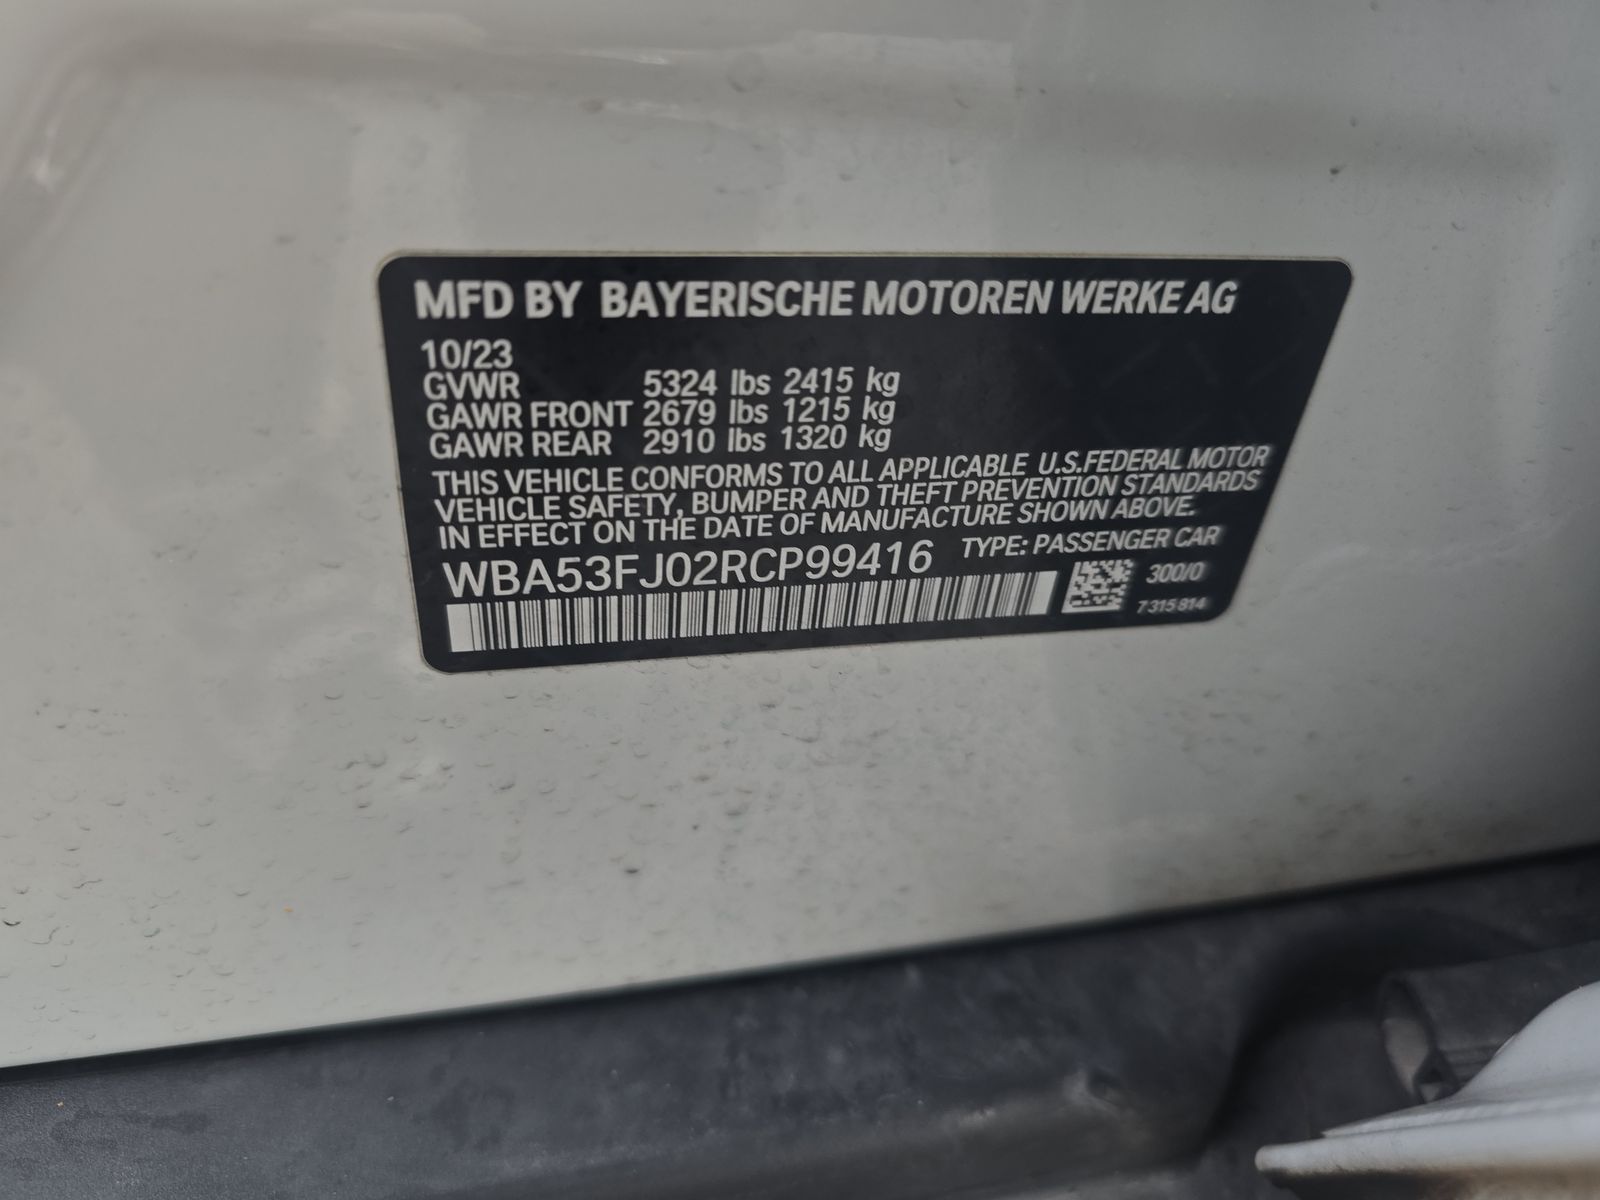 MFD BY BAYERISCHE MOTOREN WERKE AG
10/23
GVWR 5324 lbs 2415 kg
GAWR FRONT 2679 lbs 1215 kg
GAWR REAR 2910 lbs 1320 kg
THIS VEHICLE CONFORMS TO ALL APPLICABLE U.S.FEDERAL MOTOR
VEHICLE SAFETY, BUMPER AND THEFT PREVENTION STANDARDS
IN EFFECT ON THE DATE OF MANUFACTURE SHOWN ABOVE.
WBA53FJ02RCP99416 TYPE: PASSENGER CAR
300/0
7 315 814